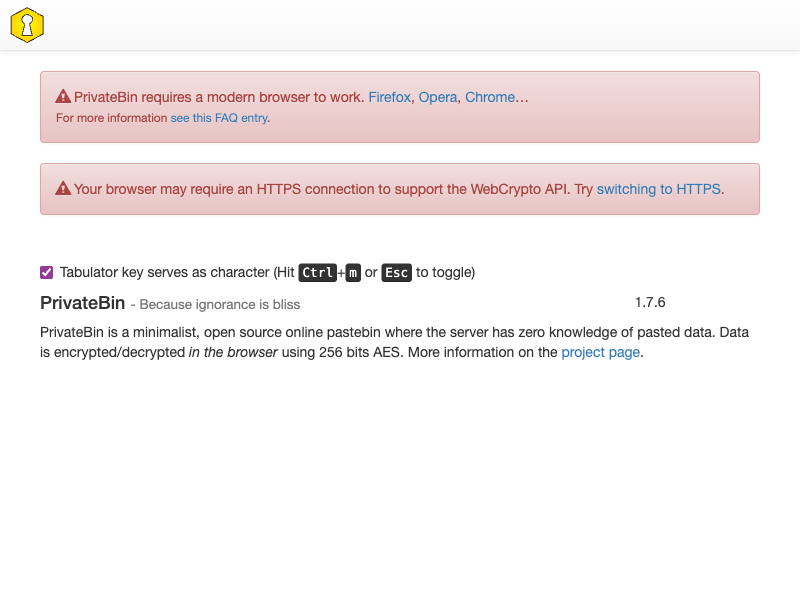 PrivateBin requires a modern browser to work. Firefox, Opera, Chrome…
For more information see this FAQ entry.
Your browser may require an HTTPS connection to support the WebCrypto API. Try switching to HTTPS.
Tabulator key serves as character (Hit Ctrl+m or Esc to toggle)
PrivateBin - Because ignorance is bliss
1.7.6
PrivateBin is a minimalist, open source online pastebin where the server has zero knowledge of pasted data. Data
is encrypted/decrypted in the browser using 256 bits AES. More information on the project page.